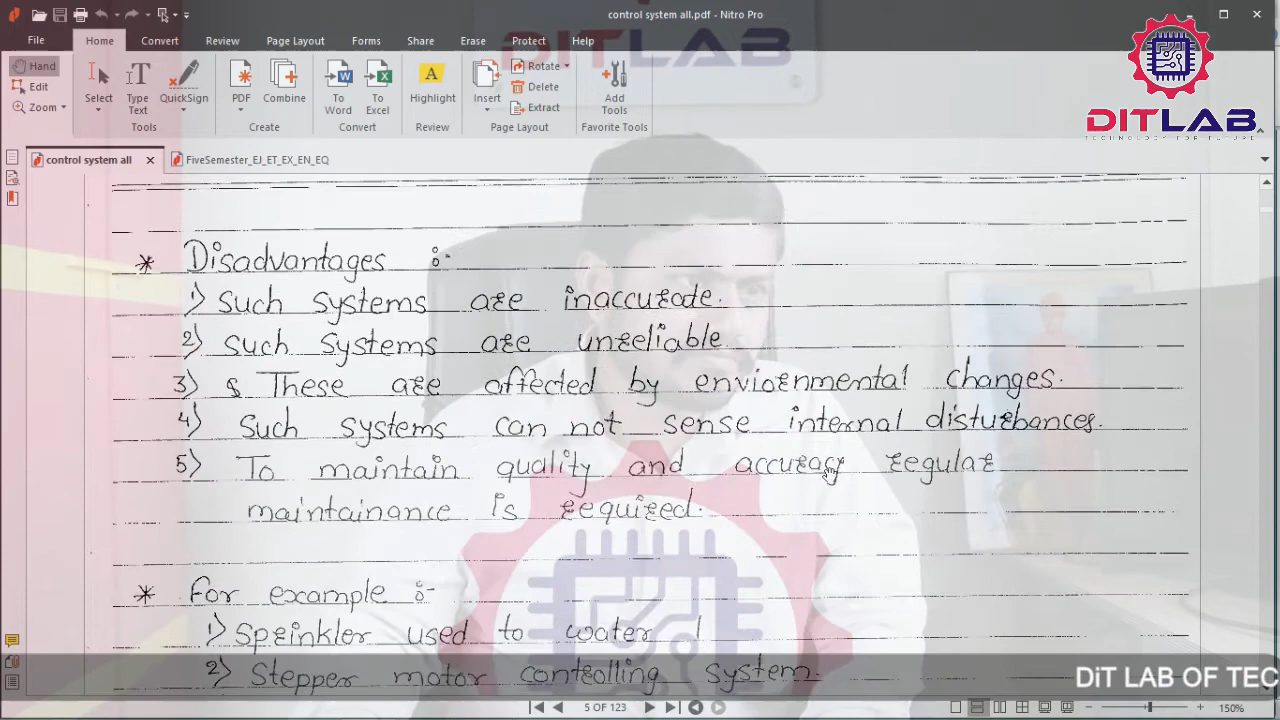 control system all.pdf - Nitro Pro
File Home Convert Review Page Layout Forms Share Erase Protect Help
Hand
Edit
Zoom
Select
Type Text
QuickSign
Tools
PDF
Combine
Create
To Word
To Excel
Convert
Highlight
Review
Insert
Rotate
Delete
Extract
Page Layout
Add Tools
Favorite Tools
DITLAB
TECHNOLOGY FOR FUTURE
control system all
FiveSemester_EJ_ET_EX_EN_EQ
* Disadvantages :-
1) Such systems are inaccurade.
2) such systems are unreliable.
3) These are affected by enviornmental changes.
4) Such systems can not sense internal disturbances.
5) To maintain quality and accuracy regular
maintainance is required.
* For example :-
1) Sprinkler used to water
2) Stepper motor controlling system.
DiT LAB OF TEC
5 OF 123
150%